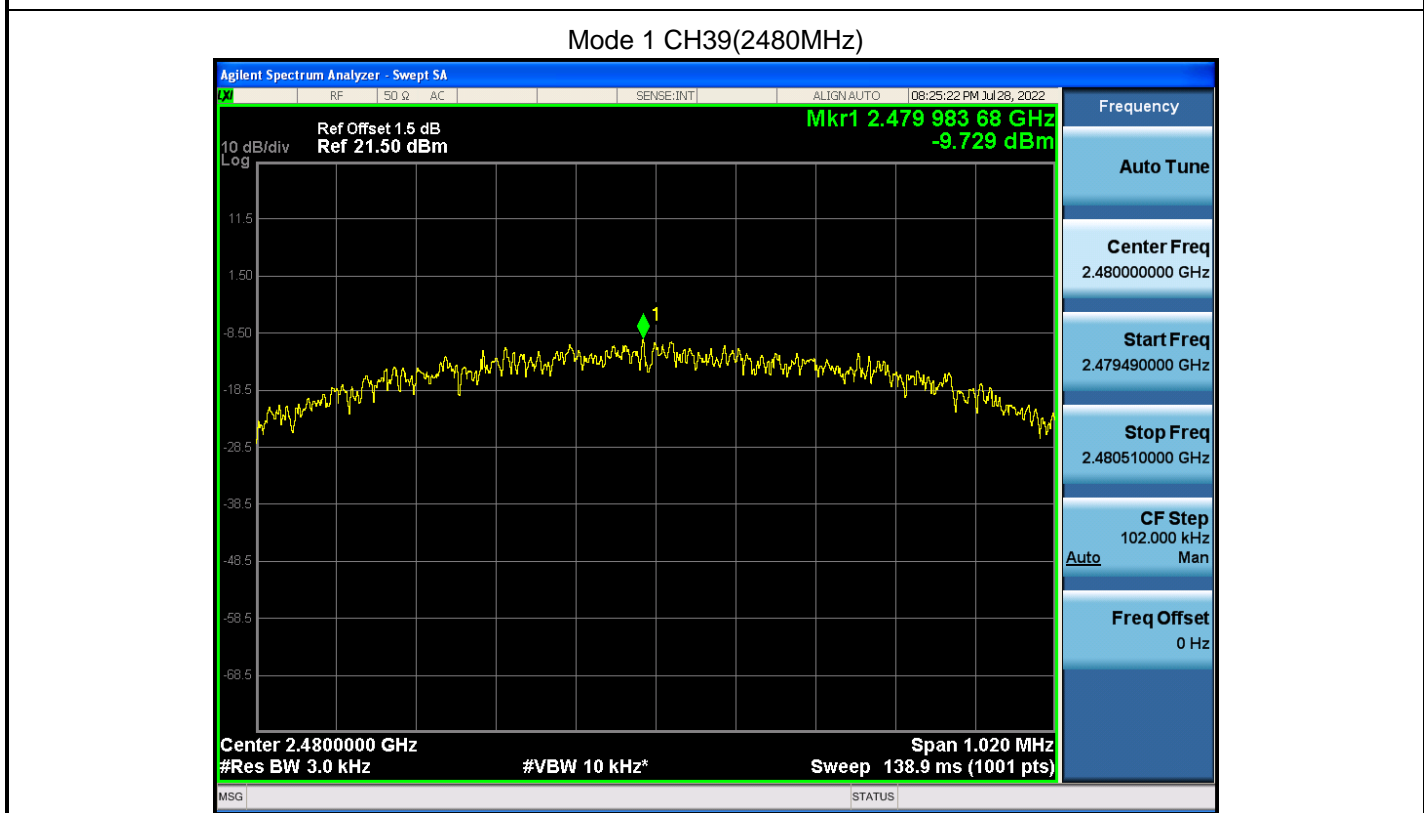 Mode 1 CH39(2480MHz)
Agilent Spectrum Analyzer - Swept SA
LXI RF 50 Ω AC SENSE:INT ALIGN AUTO 08:25:22 PM Jul 28, 2022
Mkr1 2.479 983 68 GHz
-9.729 dBm
Ref Offset 1.5 dB
10 dB/div Ref 21.50 dBm
Log
11.5
1.50
1
-8.50
-18.5
-28.5
-38.5
-48.5
-58.5
-68.5
Center 2.4800000 GHz Span 1.020 MHz
#Res BW 3.0 kHz #VBW 10 kHz* Sweep 138.9 ms (1001 pts)
MSG STATUS
Frequency
Auto Tune
Center Freq
2.480000000 GHz
Start Freq
2.479490000 GHz
Stop Freq
2.480510000 GHz
CF Step
102.000 kHz
Auto Man
Freq Offset
0 Hz